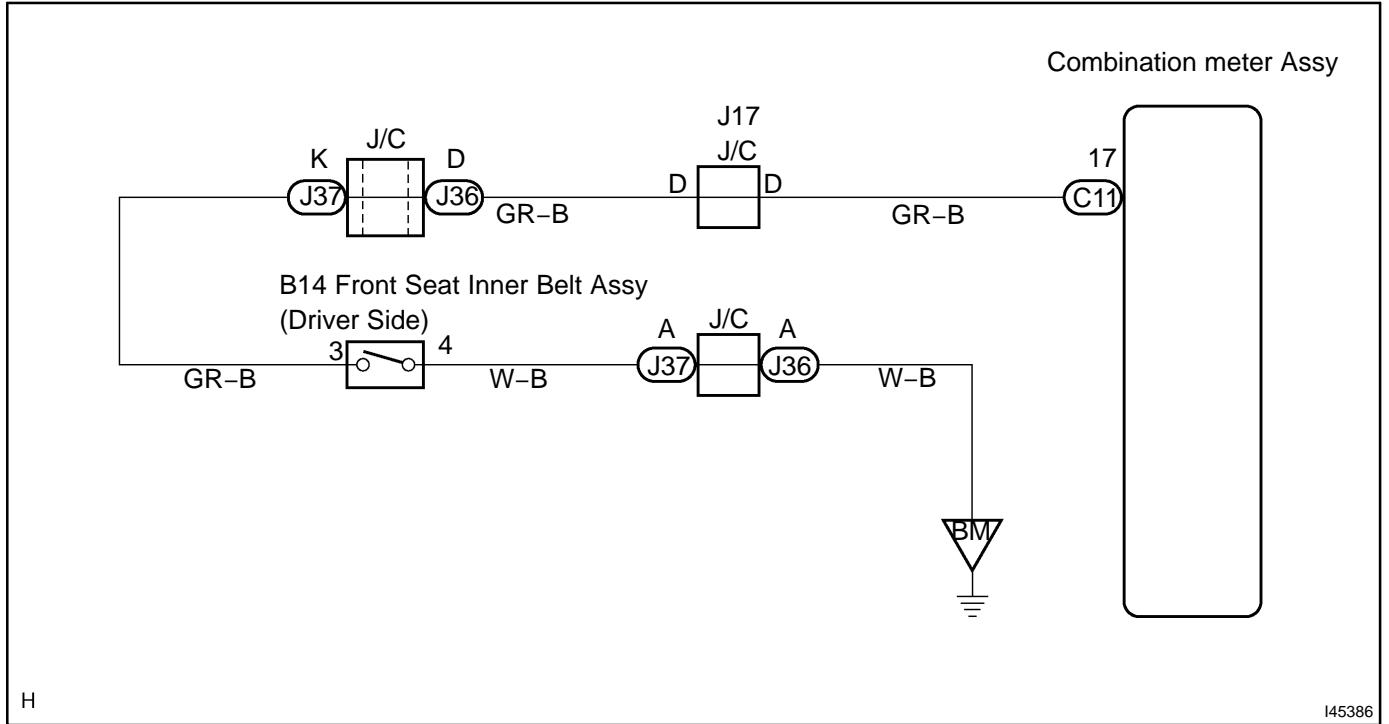 Combination meter Assy
J17
J/C
J/C
K
D
17
J37
J36
D
D
C11
GR–B
GR–B
B14 Front Seat Inner Belt Assy
(Driver Side)
A
J/C
A
3
4
J37
J36
GR–B
W–B
W–B
BM
H
I45386